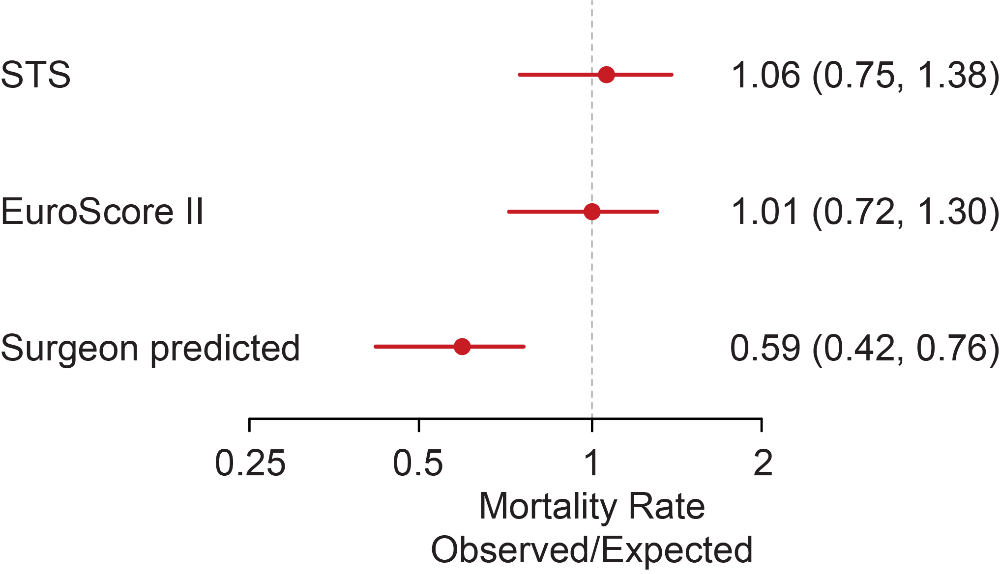 STS 1.06 (0.75, 1.38)
EuroScore II 1.01 (0.72, 1.30)
Surgeon predicted 0.59 (0.42, 0.76)
0.25 0.5 1 2
Mortality Rate
Observed/Expected